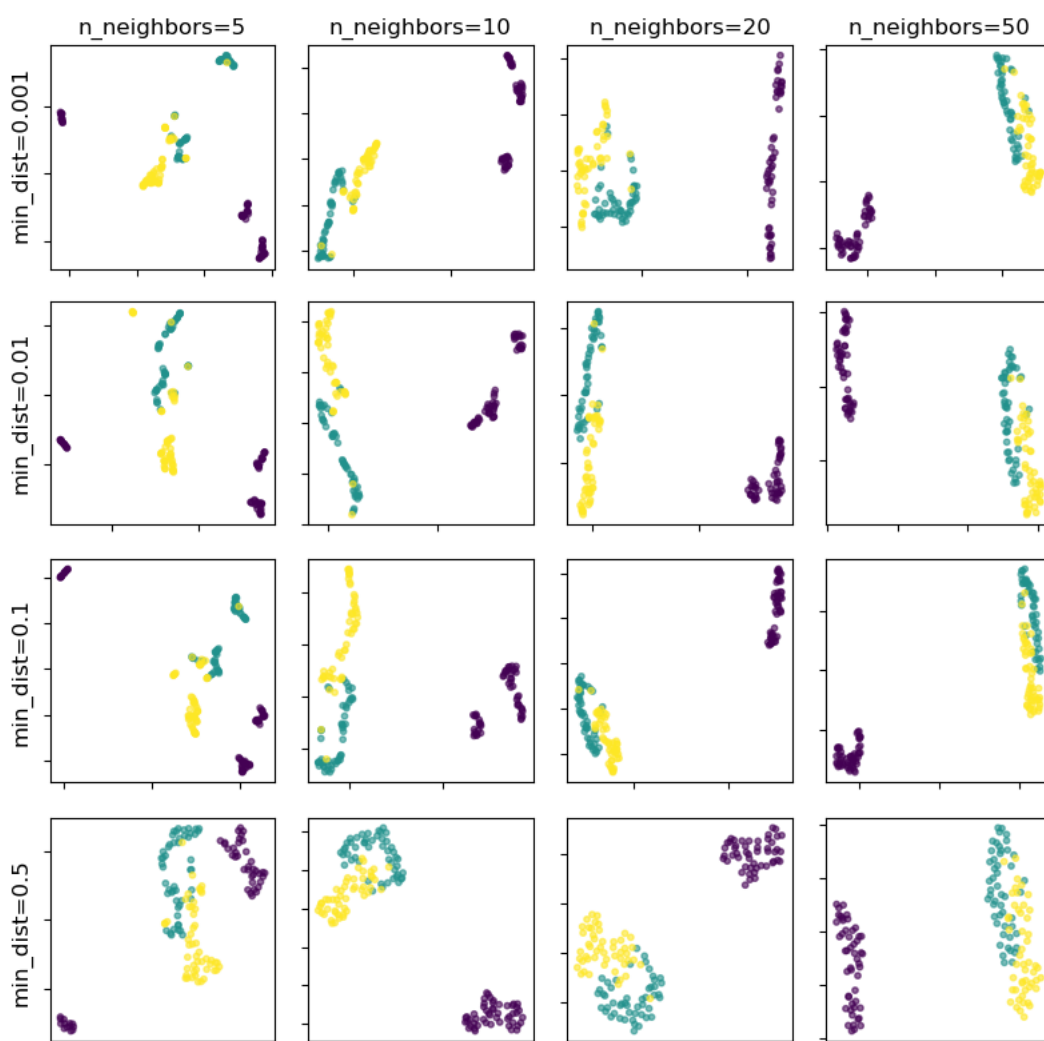 n_neighbors=5
n_neighbors=10
n_neighbors=20
n_neighbors=50
min_dist=0.001
min_dist=0.01
min_dist=0.1
min_dist=0.5